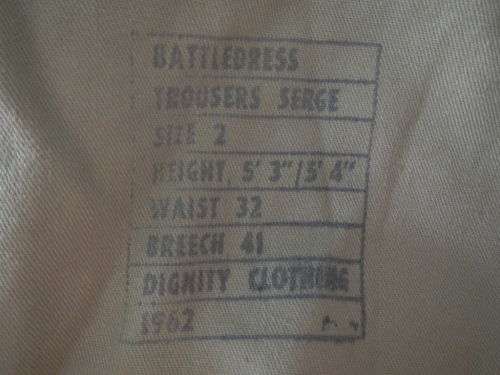 BATTLEDRESS
TROUSERS SERGE
SIZE 2
HEIGHT, 5' 3"/5' 4"
WAIST 32
BREECH 41
DIGNITY CLOTHING
1962